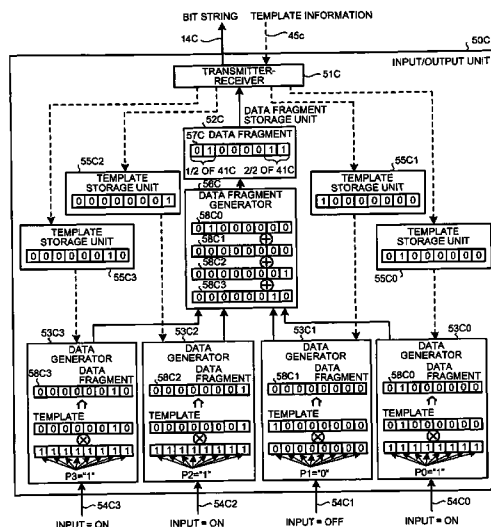 BIT STRING
TEMPLATE INFORMATION
14C
45c
50C
INPUT/OUTPUT UNIT
TRANSMITTER-
RECEIVER
51C
DATA FRAGMENT
STORAGE UNIT
52C
57C DATA FRAGMENT
0 1 0 0 0 0 1 1
1/2 OF 41C 2/2 OF 41C
56C
DATA FRAGMENT
GENERATOR
58C0
0 1 0 0 0 0 0 0
⊕
58C1
0 0 0 0 0 0 0 0
⊕
58C2
0 0 0 0 0 0 0 1
⊕
58C3
0 0 0 0 0 0 1 0
55C2
TEMPLATE
STORAGE UNIT
0 0 0 0 0 0 0 1
TEMPLATE
STORAGE UNIT
0 0 0 0 0 0 1 0
55C3
55C1
TEMPLATE
STORAGE UNIT
1 0 0 0 0 0 0 0
TEMPLATE
STORAGE UNIT
0 1 0 0 0 0 0 0
55C0
53C3
DATA
GENERATOR
58C3 DATA
FRAGMENT
0 0 0 0 0 0 1 0
TEMPLATE
0 0 0 0 0 0 1 0
⊗
1 1 1 1 1 1 1 1
P3="1"
54C3
INPUT = ON
53C2
DATA
GENERATOR
58C2 DATA
FRAGMENT
0 0 0 0 0 0 0 1
TEMPLATE
0 0 0 0 0 0 0 1
⊗
1 1 1 1 1 1 1 1
P2="1"
54C2
INPUT = ON
53C1
DATA
GENERATOR
58C1 DATA
FRAGMENT
0 0 0 0 0 0 0 0
TEMPLATE
1 0 0 0 0 0 0 0
⊗
P1="0"
54C1
INPUT = OFF
53C0
DATA
GENERATOR
58C0 DATA
FRAGMENT
0 1 0 0 0 0 0 0
TEMPLATE
0 1 0 0 0 0 0 0
⊗
1 1 1 1 1 1 1 1
P0="1"
54C0
INPUT = ON